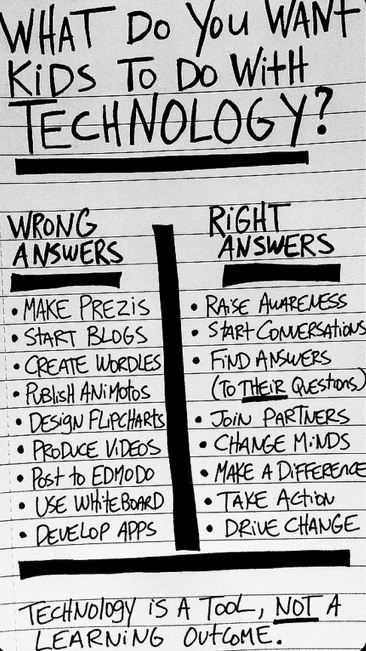 WHAT DO YOU WANT
KiDS TO DO WitH
TECHNOLOGY?
WRONG
ANSWERS
• MAKE PREZiS
• START BLOGS
• CREATE WORDLES
• PUbLiSH ANiMOTOS
• DESiGN FLiPCHARTS
• PRODUCE ViDEOS
• POST to EDMODO
• USE WHitEBOARD
• DEVELOP APPS
RiGHT
ANSWERS
• RAiSE AWARENESS
• StARt CONVERSATiONS
• FiND ANSWERS
(TO THEiR QUESTiONS)
• JOiN PARTNERS
• CHANGE MiNDS
• MAKE A DiFFERENCE
• TAKE ACTiON
• DRiVE CHANGE
TECHNOLOGY iS A TOOL, NOT A
LEARNiNG OUtCOME.